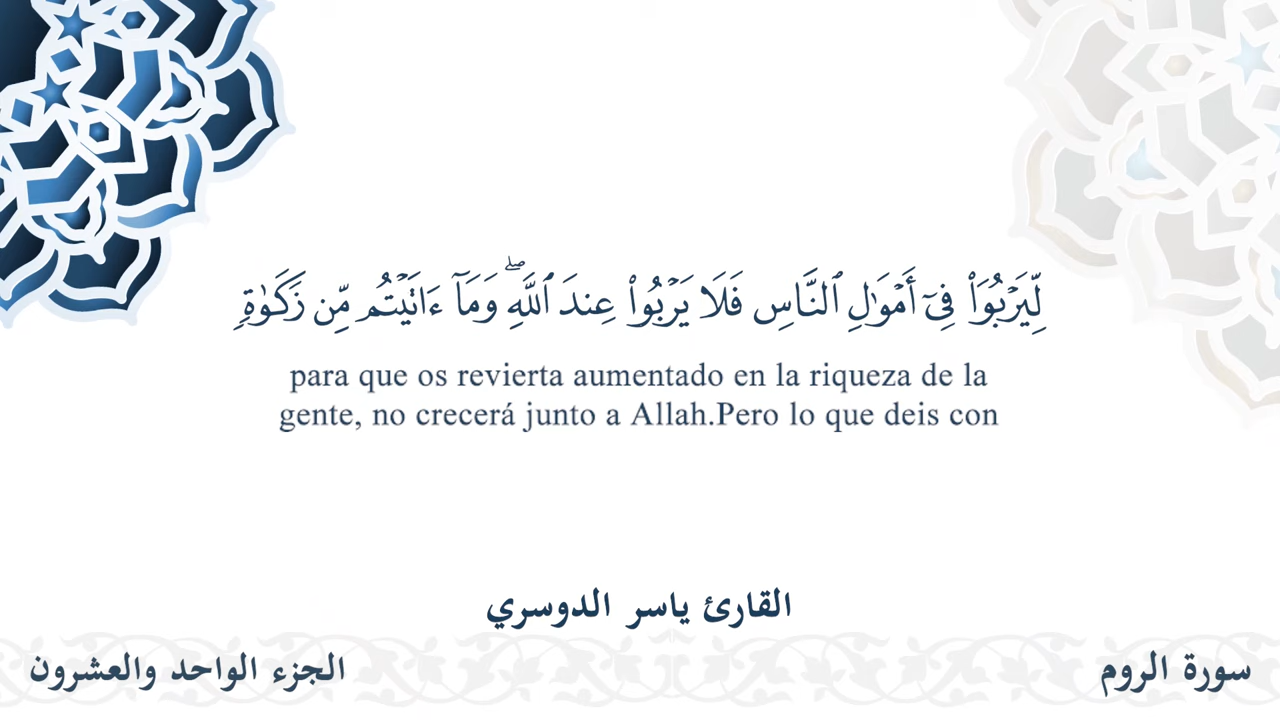 لِّيَرْبُوَا۟ فِىٓ أَمْوَٰلِ ٱلنَّاسِ فَلَا يَرْبُوا۟ عِندَ ٱللَّهِ ۖ وَمَآ ءَاتَيْتُم مِّن زَكَوٰةٍ
para que os revierta aumentado en la riqueza de la
gente, no crecerá junto a Allah.Pero lo que deis con
القارئ ياسر الدوسري
سورة الروم
الجزء الواحد والعشرون